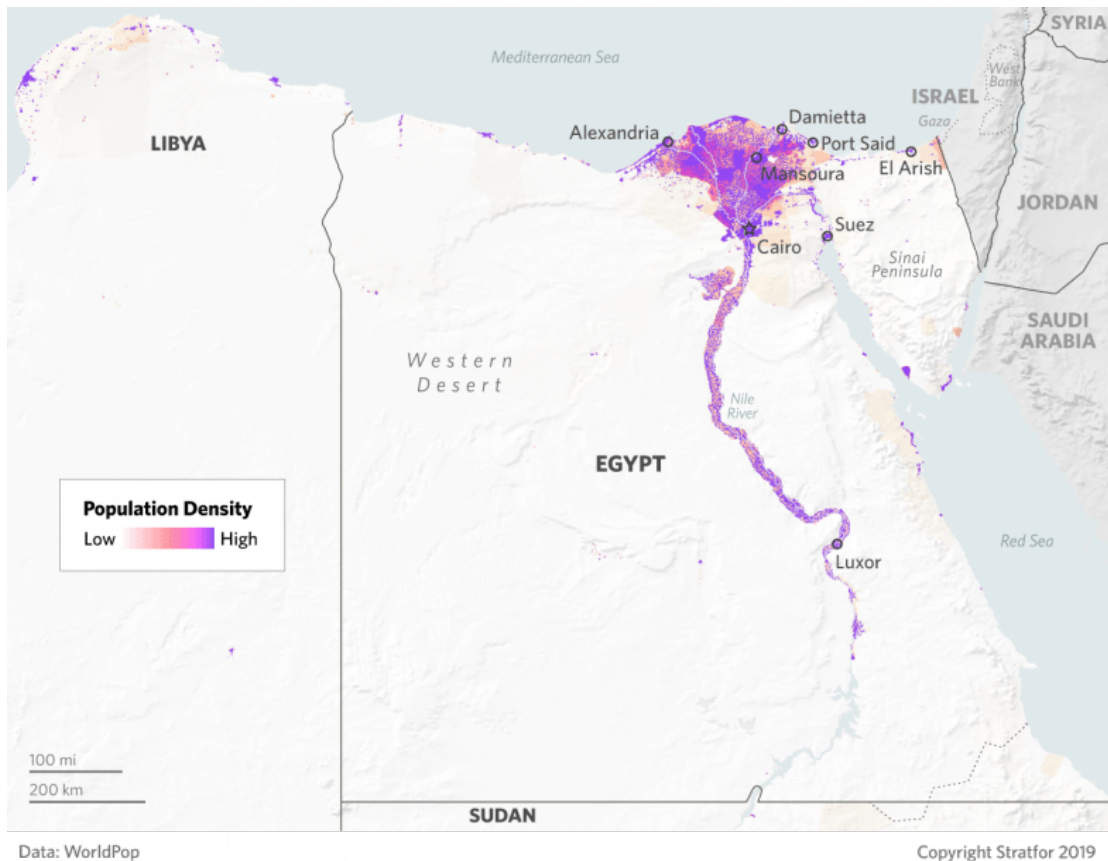 SYRIA
Mediterranean Sea
West
Bank
ISRAEL
Gaza
Damietta
Alexandria
Port Said
LIBYA
El Arish
Mansoura
JORDAN
Suez
Cairo
Sinai
Peninsula
SAUDI
ARABIA
Western
Desert
Nile
River
EGYPT
Population Density
Low
High
Red Sea
Luxor
100 mi
200 km
SUDAN
Data: WorldPop
Copyright Stratfor 2019